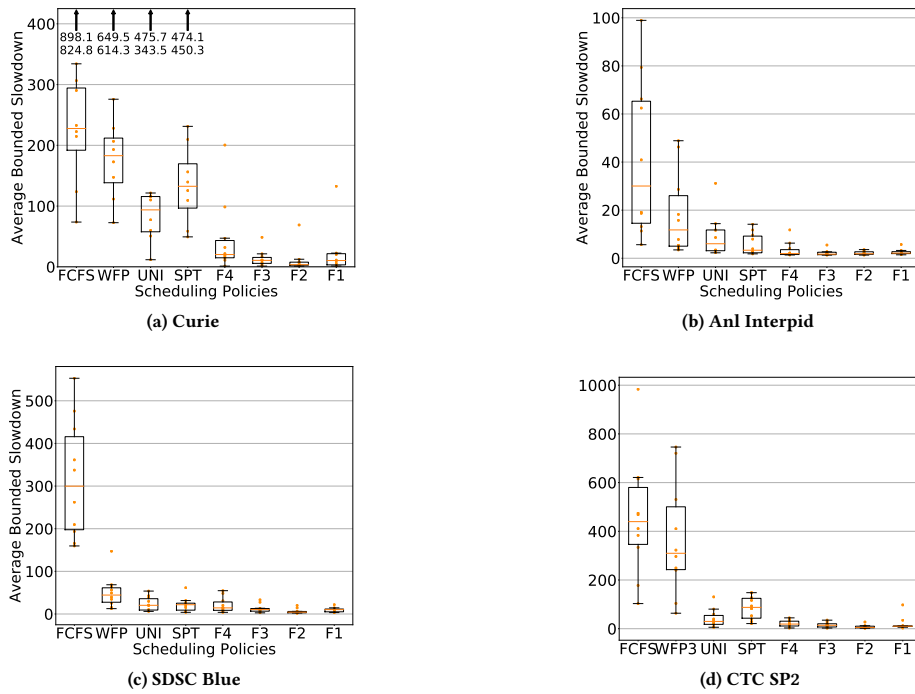 400
300
200
100
0
898.1 649.5 475.7 474.1
824.8 614.3 343.5 450.3
Average Bounded Slowdown
FCFS WFP UNI SPT F4 F3 F2 F1
Scheduling Policies
(a) Curie
100
80
60
40
20
0
Average Bounded Slowdown
FCFS WFP UNI SPT F4 F3 F2 F1
Scheduling Policies
(b) Anl Interpid
500
400
300
200
100
0
Average Bounded Slowdown
FCFS WFP UNI SPT F4 F3 F2 F1
Scheduling Policies
(c) SDSC Blue
1000
800
600
400
200
0
Average Bounded Slowdown
FCFS WFP3 UNI SPT F4 F3 F2 F1
(d) CTC SP2